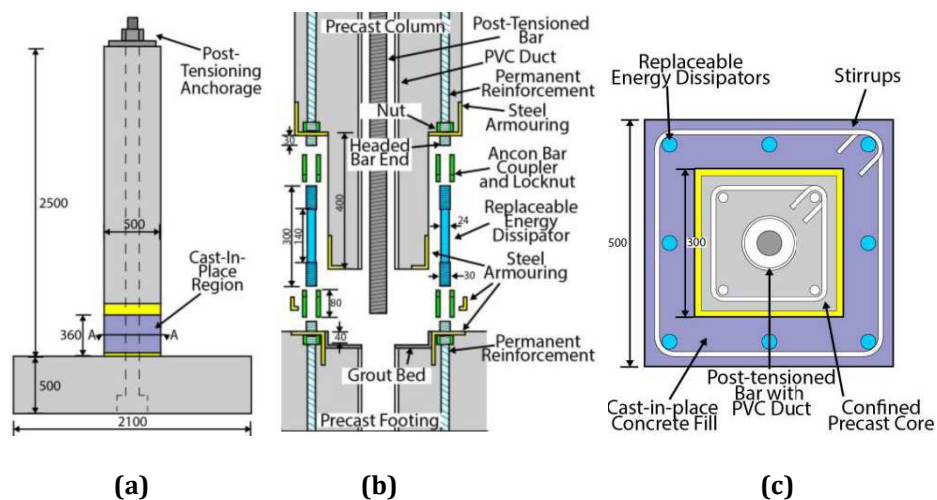 Post-
Tensioning
Anchorage
2500
500
Cast-In-
Place
Region
360
A
A
500
2100
(a)
Precast Column
Post-Tensioned
Bar
PVC Duct
Permanent
Reinforcement
Nut
Steel
Armouring
30
Headed
Bar End
Ancon Bar
Coupler
and Locknut
400
300
140
24
Replaceable
Energy
Dissipator
Steel
Armouring
30
80
40
Permanent
Reinforcement
Grout Bed
Precast Footing
(b)
Replaceable
Energy Dissipators
Stirrups
500
300
Post-tensioned
Bar with
PVC Duct
Cast-in-place
Concrete Fill
Confined
Precast Core
(c)